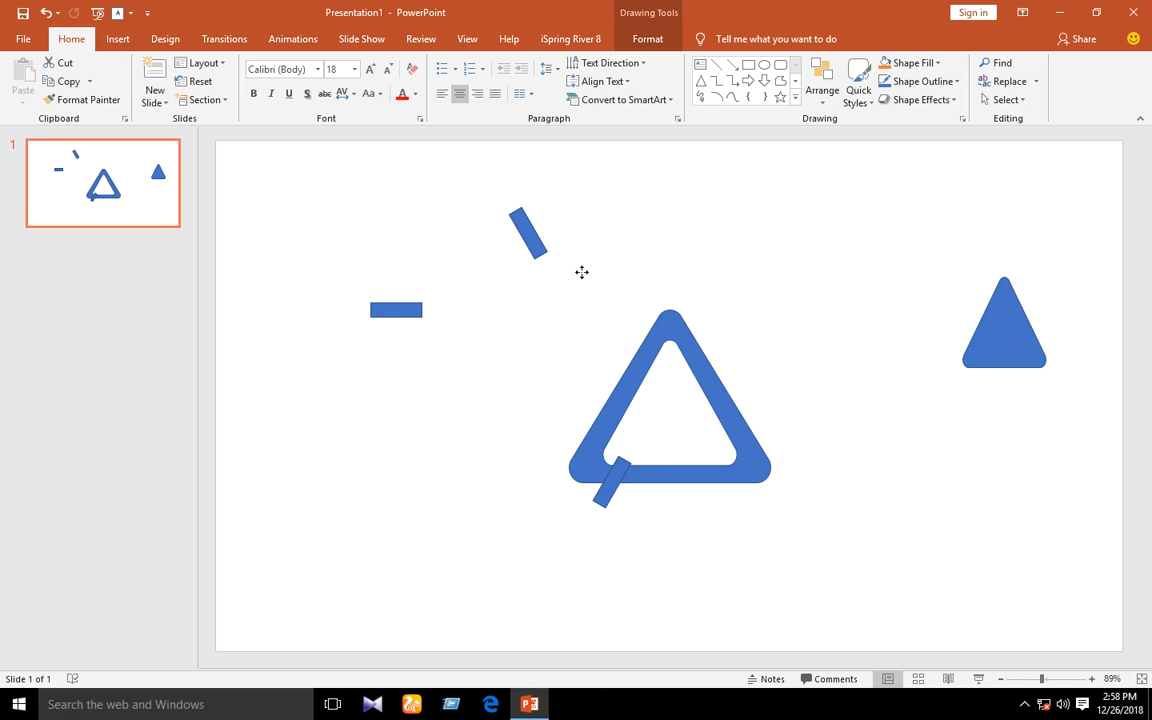 Presentation1 - PowerPoint
Drawing Tools
Sign in
File
Home
Insert
Design
Transitions
Animations
Slide Show
Review
View
Help
iSpring River 8
Format
Tell me what you want to do
Share
Paste
Cut
Copy
Format Painter
Clipboard
New
Slide
Layout
Reset
Section
Slides
Calibri (Body)
18
B I U S abc AV Aa A
Font
Text Direction
Align Text
Convert to SmartArt
Paragraph
Arrange
Quick
Styles
Shape Fill
Shape Outline
Shape Effects
Drawing
Find
Replace
Select
Editing
1
Slide 1 of 1
Notes
Comments
89%
Search the web and Windows
2:58 PM
12/26/2018